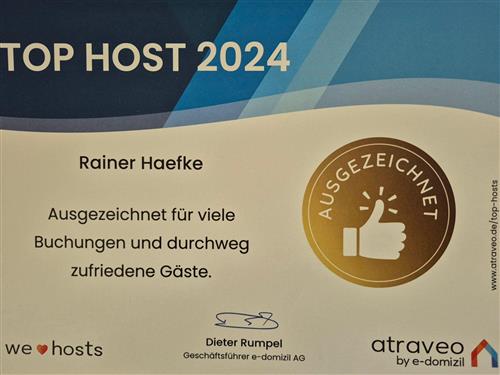 TOP HOST 2024
Rainer Haefke
Ausgezeichnet für viele
Buchungen und durchweg
zufriedene Gäste.
AUSGEZEICHNET
www.atraveo.de/top-hosts
Dieter Rumpel
Geschäftsführer e-domizil AG
we hosts
atraveo
by e-domizil